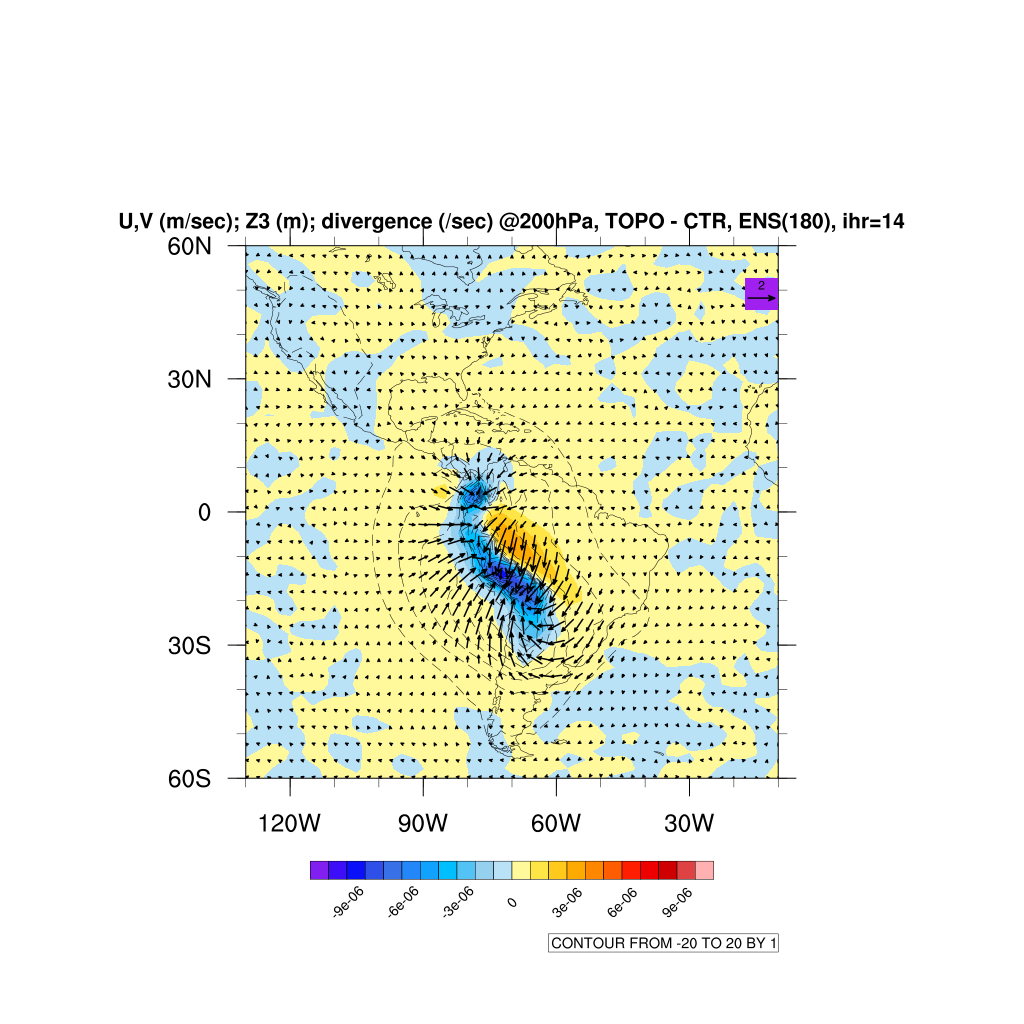 U,V (m/sec); Z3 (m); divergence (/sec) @200hPa, TOPO - CTR, ENS(180), ihr=14
60N
2
30N
0
30S
60S
120W 90W 60W 30W
-9e-06 -6e-06 -3e-06 0 3e-06 6e-06 9e-06
CONTOUR FROM -20 TO 20 BY 1